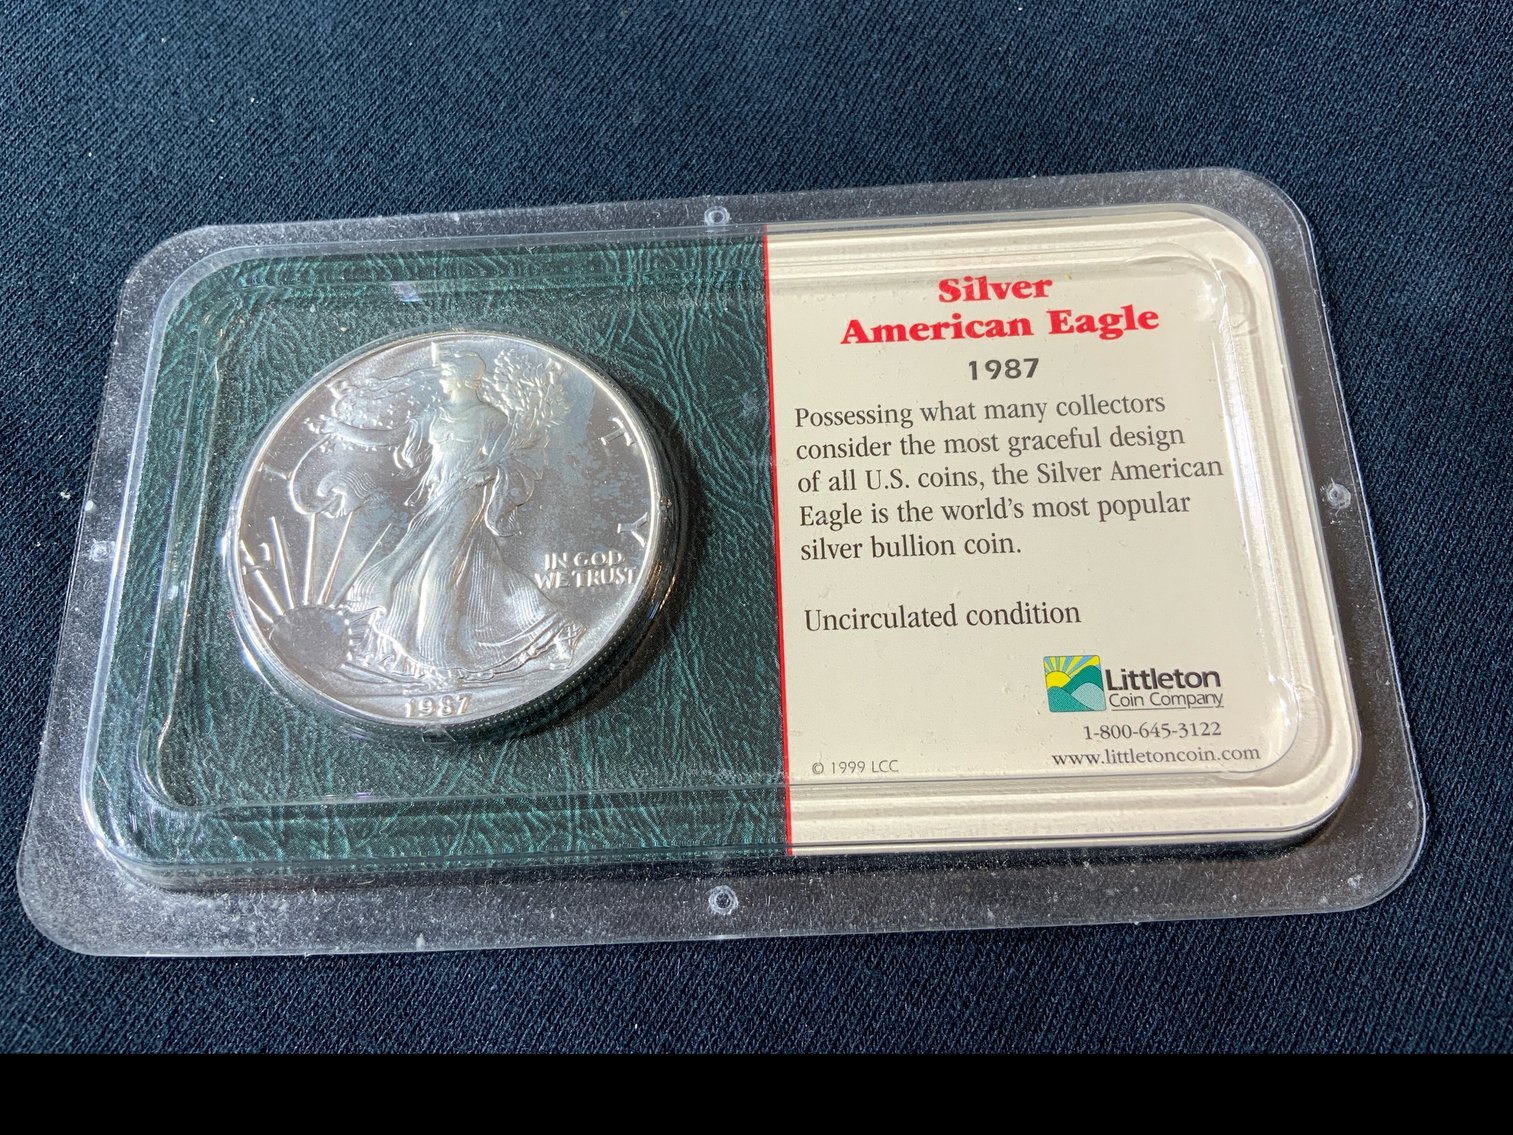 LIBERTY
IN GOD
WE TRUST
1987
Silver
American Eagle
1987
Possessing what many collectors
consider the most graceful design
of all U.S. coins, the Silver American
Eagle is the world's most popular
silver bullion coin.
Uncirculated condition
Littleton
Coin Company
1-800-645-3122
www.littletoncoin.com
© 1999 LCC